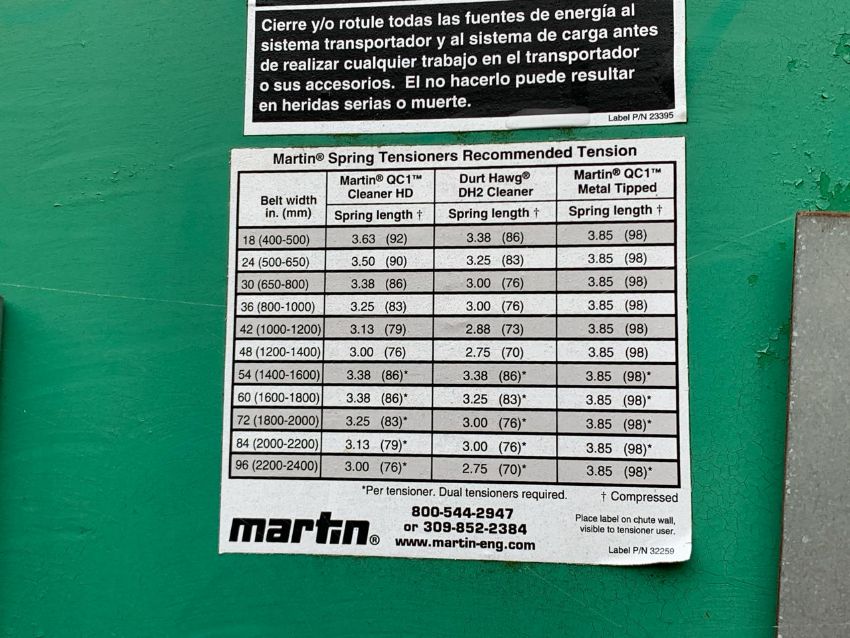 Cierre y/o rotule todas las fuentes de energía al
sistema transportador y al sistema de carga antes
de realizar cualquier trabajo en el transportador
o sus accesorios. El no hacerlo puede resultar
en heridas serias o muerte.
Label P/N 23395
Martin® Spring Tensioners Recommended Tension
Belt width in. (mm) Martin® QC1™ Cleaner HD Durt Hawg® DH2 Cleaner Martin® QC1™ Metal Tipped
Spring length † Spring length † Spring length †
18 (400-500) 3.63 (92) 3.38 (86) 3.85 (98)
24 (500-650) 3.50 (90) 3.25 (83) 3.85 (98)
30 (650-800) 3.38 (86) 3.00 (76) 3.85 (98)
36 (800-1000) 3.25 (83) 3.00 (76) 3.85 (98)
42 (1000-1200) 3.13 (79) 2.88 (73) 3.85 (98)
48 (1200-1400) 3.00 (76) 2.75 (70) 3.85 (98)
54 (1400-1600) 3.38 (86)* 3.38 (86)* 3.85 (98)*
60 (1600-1800) 3.38 (86)* 3.25 (83)* 3.85 (98)*
72 (1800-2000) 3.25 (83)* 3.00 (76)* 3.85 (98)*
84 (2000-2200) 3.13 (79)* 3.00 (76)* 3.85 (98)*
96 (2200-2400) 3.00 (76)* 2.75 (70)* 3.85 (98)*
*Per tensioner. Dual tensioners required. † Compressed
martin®
800-544-2947
or 309-852-2384
www.martin-eng.com
Place label on chute wall,
visible to tensioner user.
Label P/N 32259